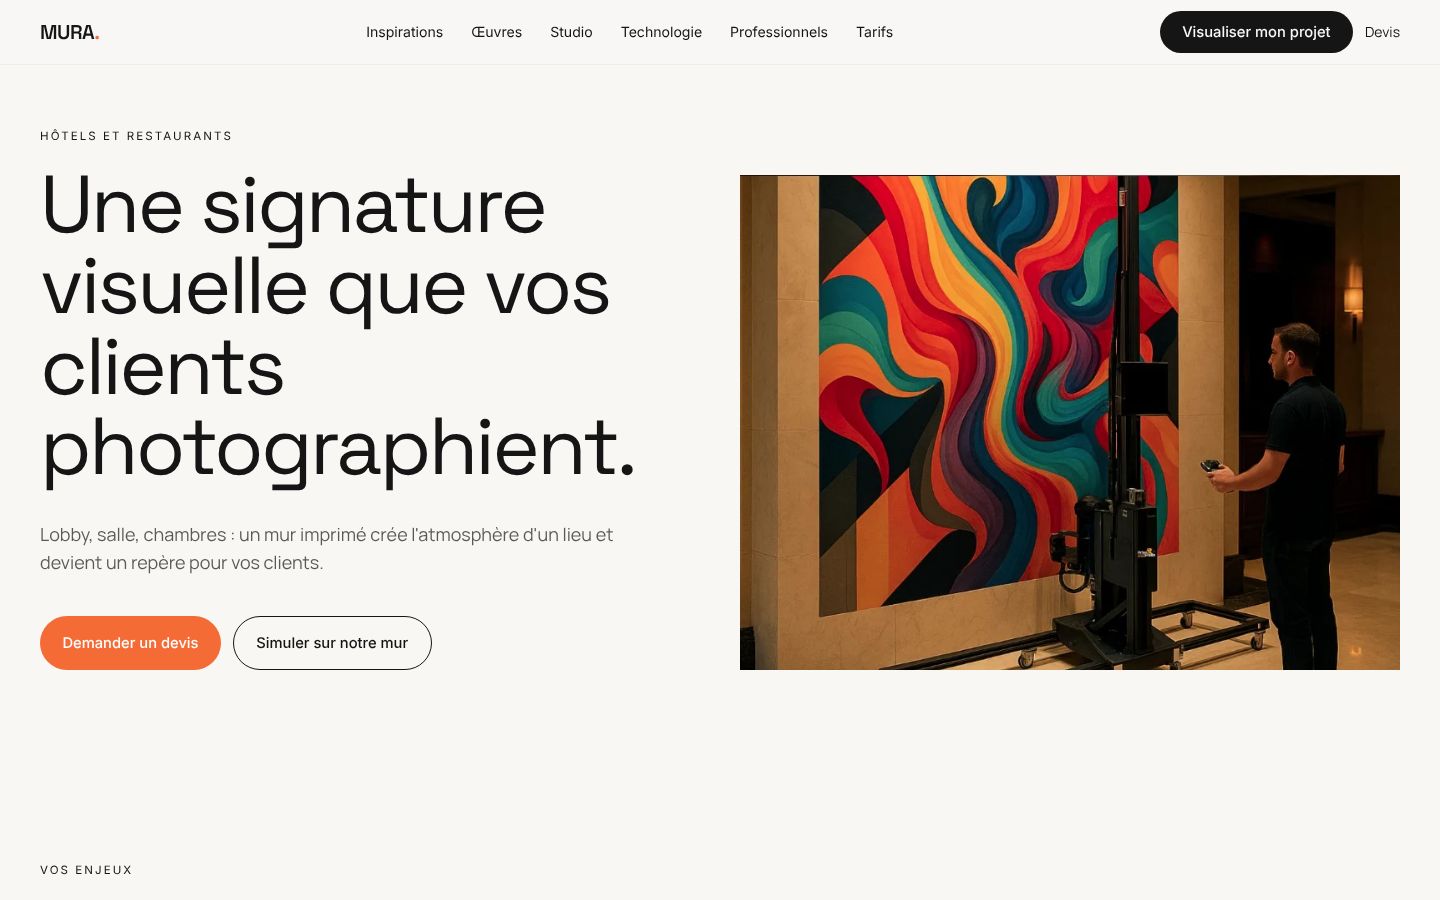 MURA.
Inspirations
Œuvres
Studio
Technologie
Professionnels
Tarifs
Visualiser mon projet
Devis
HÔTELS ET RESTAURANTS
Une signature
visuelle que vos
clients
photographient.
Lobby, salle, chambres : un mur imprimé crée l'atmosphère d'un lieu et
devient un repère pour vos clients.
Demander un devis
Simuler sur notre mur
VOS ENJEUX